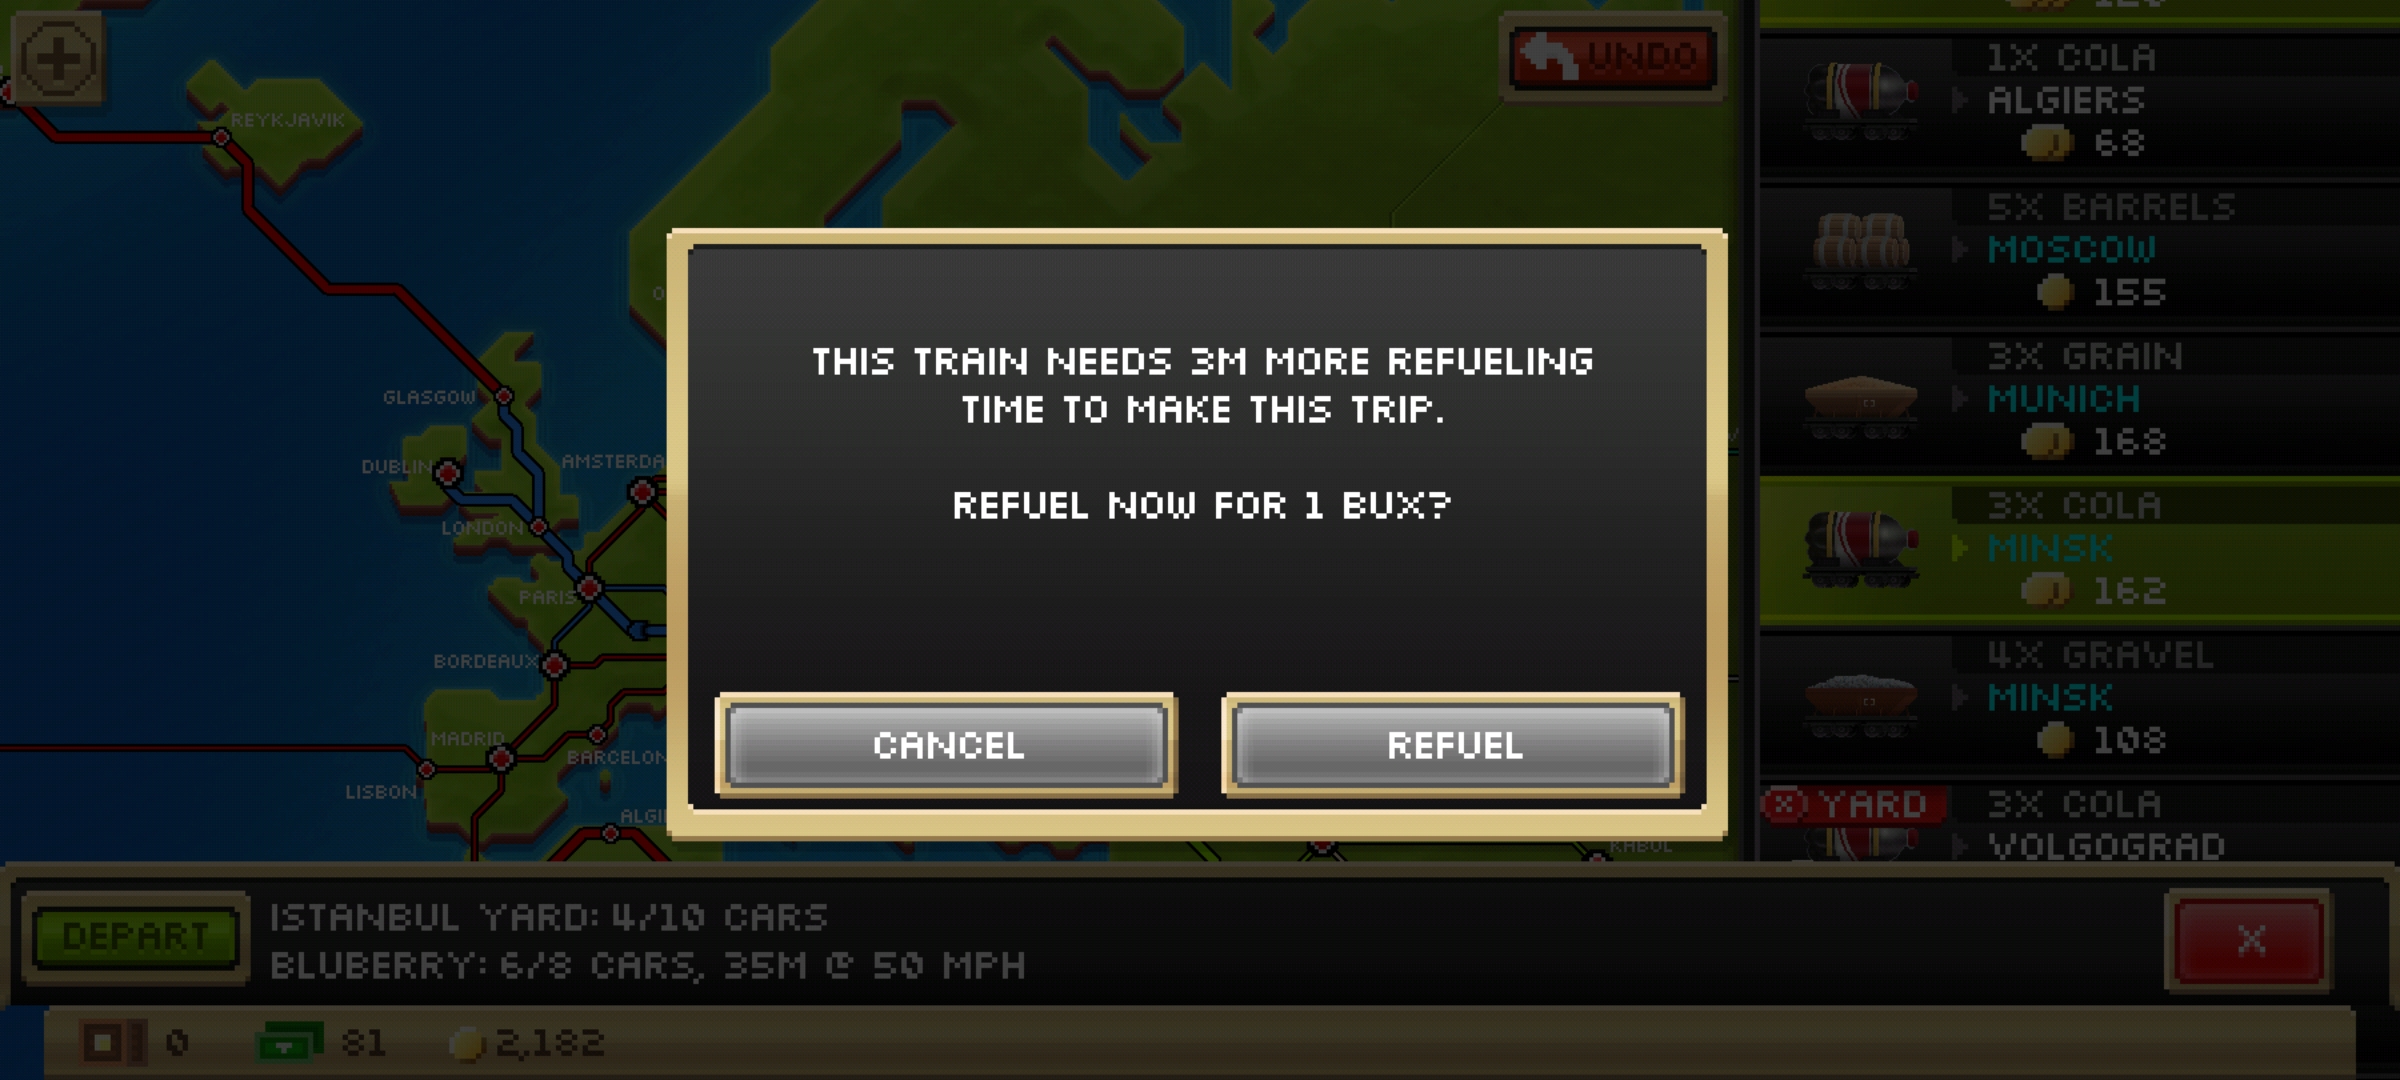 UNDO
REYKJAVIK
GLASGOW
DUBLIN
AMSTERDA
LONDON
PARIS
BORDEAUX
MADRID
BARCELON
LISBON
ALGI
KABUL
THIS TRAIN NEEDS 3M MORE REFUELING
TIME TO MAKE THIS TRIP.
REFUEL NOW FOR 1 BUX?
CANCEL
REFUEL
120
1X COLA
ALGIERS
68
5X BARRELS
MOSCOW
155
3X GRAIN
MUNICH
168
3X COLA
MINSK
162
4X GRAVEL
MINSK
108
X YARD
3X COLA
VOLGOGRAD
DEPART
ISTANBUL YARD: 4/10 CARS
BLUBERRY: 6/8 CARS, 35M @ 50 MPH
X
0
81
2,182